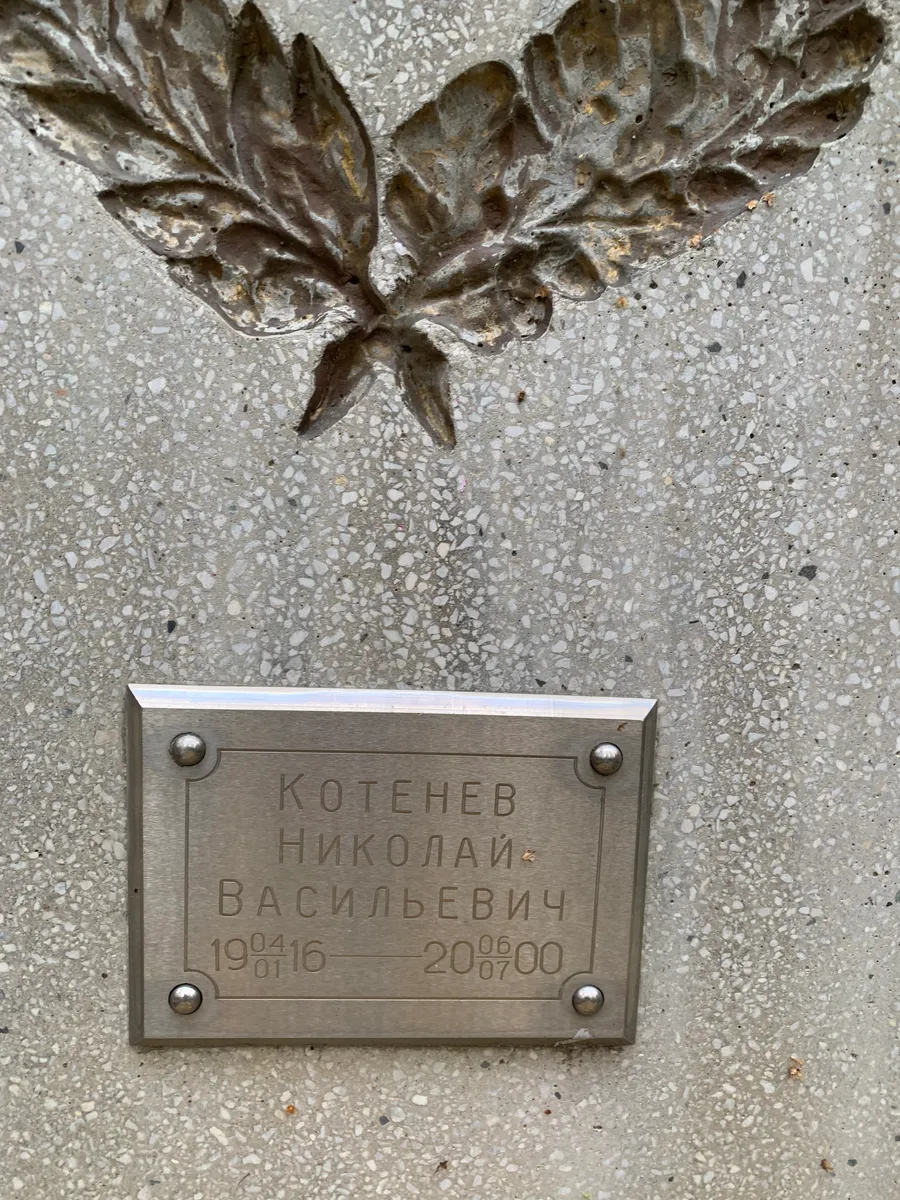 КОТЕНЕВ
НИКОЛАЙ
ВАСИЛЬЕВИЧ
19 04/01 16 — 20 06/07 00